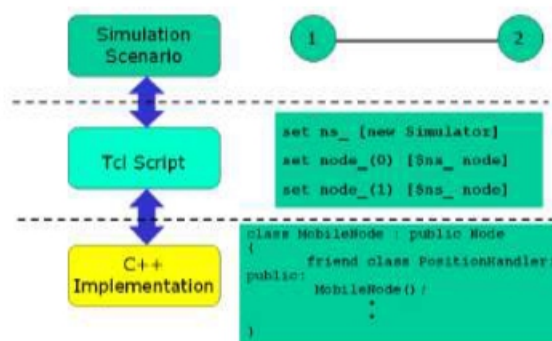 Simulation
Scenario
1
2
Tcl Script
set ns_ [new Simulator]
set node_(0) [$ns_ node]
set node_(1) [$ns_ node]
C++
Implementation
class MobileNode : public Node
{
friend class PositionHandler;
public:
MobileNode();
}